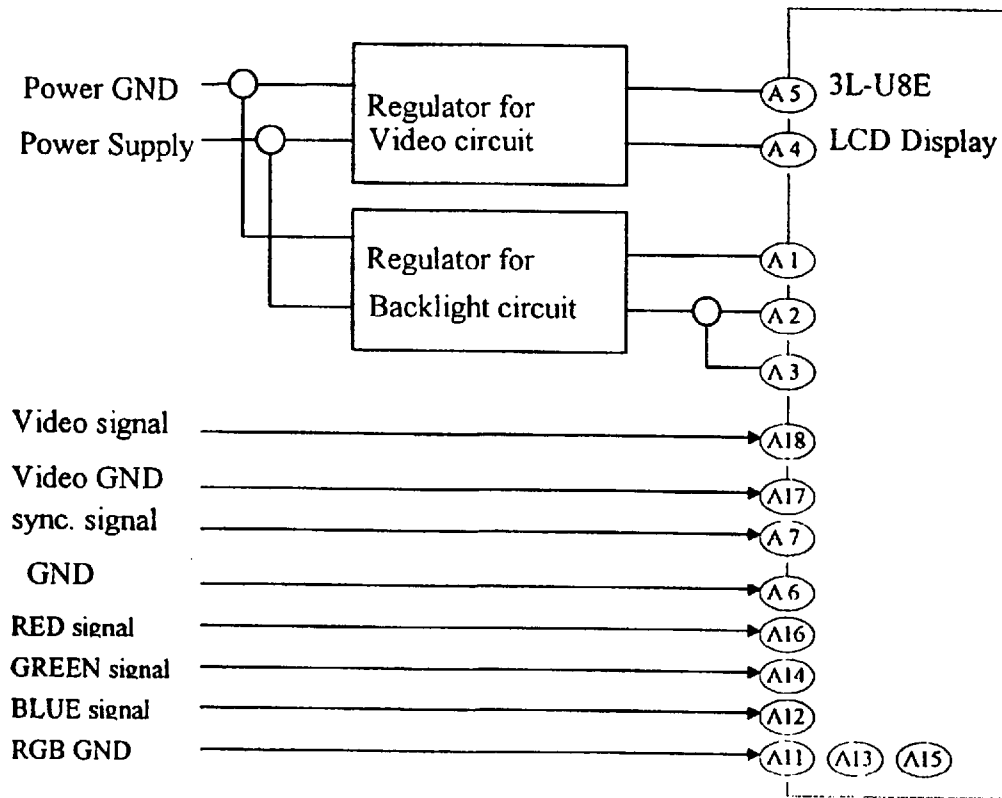 Power GND
Power Supply
Regulator for
Video circuit
A5
3L-U8E
A4
LCD Display
Regulator for
Backlight circuit
A1
A2
A3
Video signal
A18
Video GND
A17
sync. signal
A7
GND
A6
RED signal
A16
GREEN signal
A14
BLUE signal
A12
RGB GND
A11 A13 A15